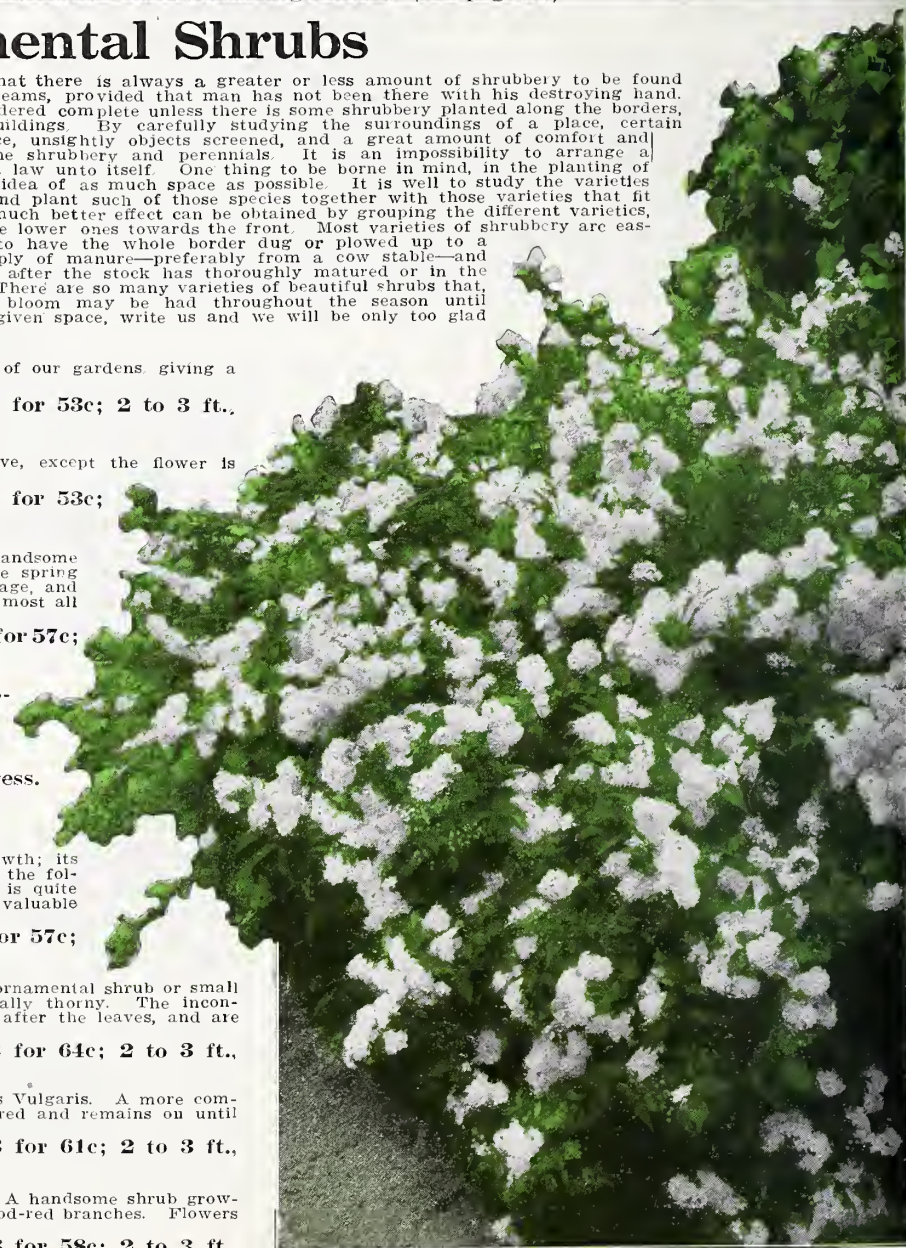 mental Shrubs
hat there is always a greater or less amount of shrubbery to be found
eams, provided that man has not been there with his destroying hand.
dered complete unless there is some shrubbery planted along the borders,
uildings. By carefully studying the surroundings of a place, certain
ce, unsightly objects screened, and a great amount of comfort and
he shrubbery and perennials. It is an impossibility to arrange a
law unto itself. One thing to be borne in mind, in the planting of
idea of as much space as possible. It is well to study the varieties
nd plant such of those species together with those varieties that fit
much better effect can be obtained by grouping the different varieties,
e lower ones towards the front. Most varieties of shrubbery are eas-
to have the whole border dug or plowed up to a
ply of manure—preferably from a cow stable—and
after the stock has thoroughly matured or in the
There are so many varieties of beautiful shrubs that,
bloom may be had throughout the season until
given space, write us and we will be only too glad
of our gardens giving a
for 53c; 2 to 3 ft.,
ve, except the flower is
for 53c;
andsome
e spring
age, and
most all
for 57c;
ess.
wth; its
the fol-
is quite
valuable
or 57c;
ornamental shrub or small
ally thorny. The incon-
after the leaves, and are
for 64c; 2 to 3 ft.,
s Vulgaris. A more com-
red and remains on until
for 61c; 2 to 3 ft.,
A handsome shrub grow-
od-red branches. Flowers
for 58c; 2 to 3 ft.